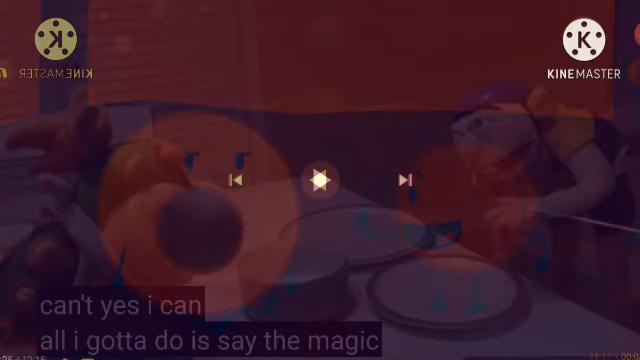 KINEMASTER
KINEMASTER
can't yes i can
all i gotta do is say the magic